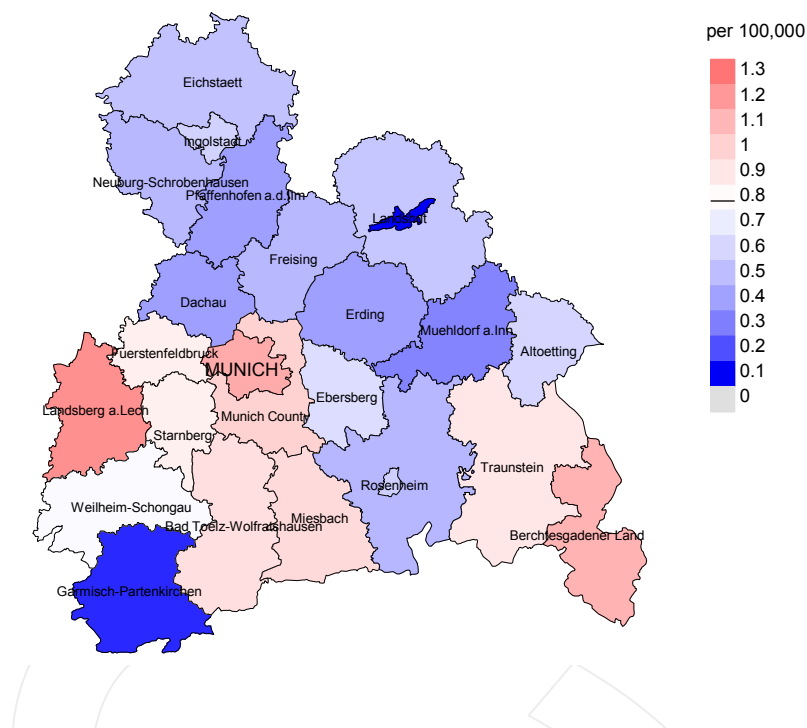 per 100,000
1.3
1.2
1.1
1
0.9
0.8
0.7
0.6
0.5
0.4
0.3
0.2
0.1
0
Eichstaett
Ingolstadt
Neuburg-Schrobenhausen
Pfaffenhofen a.d.Ilm
Landshut
Freising
Dachau
Erding
Muehldorf a.Inn
Altoetting
Fuerstenfeldbruck
MUNICH
Ebersberg
Landsberg a.Lech
Munich County
Starnberg
Traunstein
Rosenheim
Weilheim-Schongau
Miesbach
Bad Toelz-Wolfratshausen
Berchtesgadener Land
Garmisch-Partenkirchen